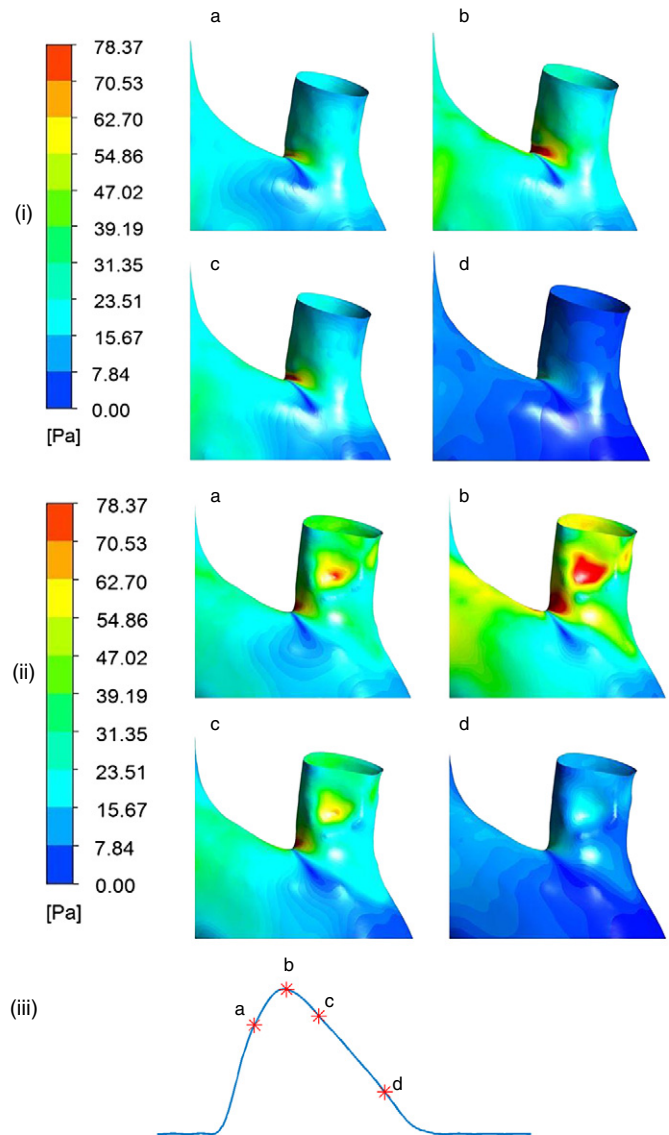 a
b
78.37
70.53
62.70
54.86
47.02
39.19
31.35
23.51
15.67
7.84
0.00
[Pa]
(i)
c
d
a
b
78.37
70.53
62.70
54.86
47.02
39.19
31.35
23.51
15.67
7.84
0.00
[Pa]
(ii)
c
d
(iii)
a
b
c
d